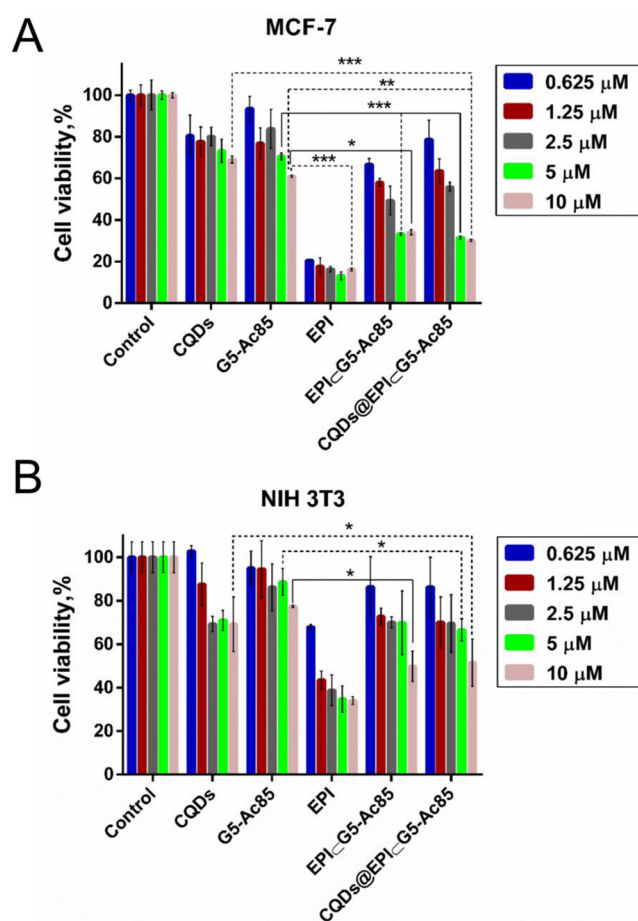 A
MCF-7
Cell viability,%
100
80
60
40
20
0
***
**
***
*
***
0.625 μM
1.25 μM
2.5 μM
5 μM
10 μM
Control
CQDs
G5-Ac85
EPI
EPI⊂G5-Ac85
CQDs@EPI⊂G5-Ac85
B
NIH 3T3
Cell viability,%
100
80
60
40
20
0
*
*
*
0.625 μM
1.25 μM
2.5 μM
5 μM
10 μM
Control
CQDs
G5-Ac85
EPI
EPI⊂G5-Ac85
CQDs@EPI⊂G5-Ac85